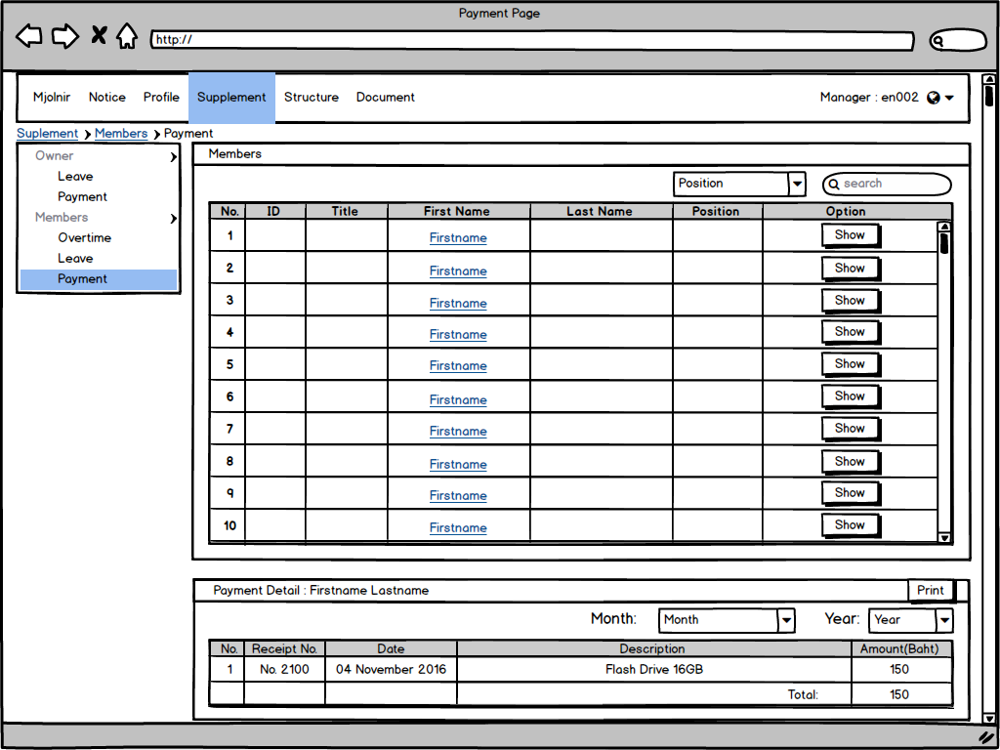 Payment Page
http://
Mjolnir Notice Profile Supplement Structure Document Manager : en002
Suplement Members Payment
Owner
Leave
Payment
Members
Overtime
Leave
Payment
Members
Position search
No. ID Title First Name Last Name Position Option
1 Firstname Show
2 Firstname Show
3 Firstname Show
4 Firstname Show
5 Firstname Show
6 Firstname Show
7 Firstname Show
8 Firstname Show
9 Firstname Show
10 Firstname Show
Payment Detail : Firstname Lastname Print
Month: Month Year: Year
No. Receipt No. Date Description Amount(Baht)
1 No. 2100 04 November 2016 Flash Drive 16GB 150
Total: 150